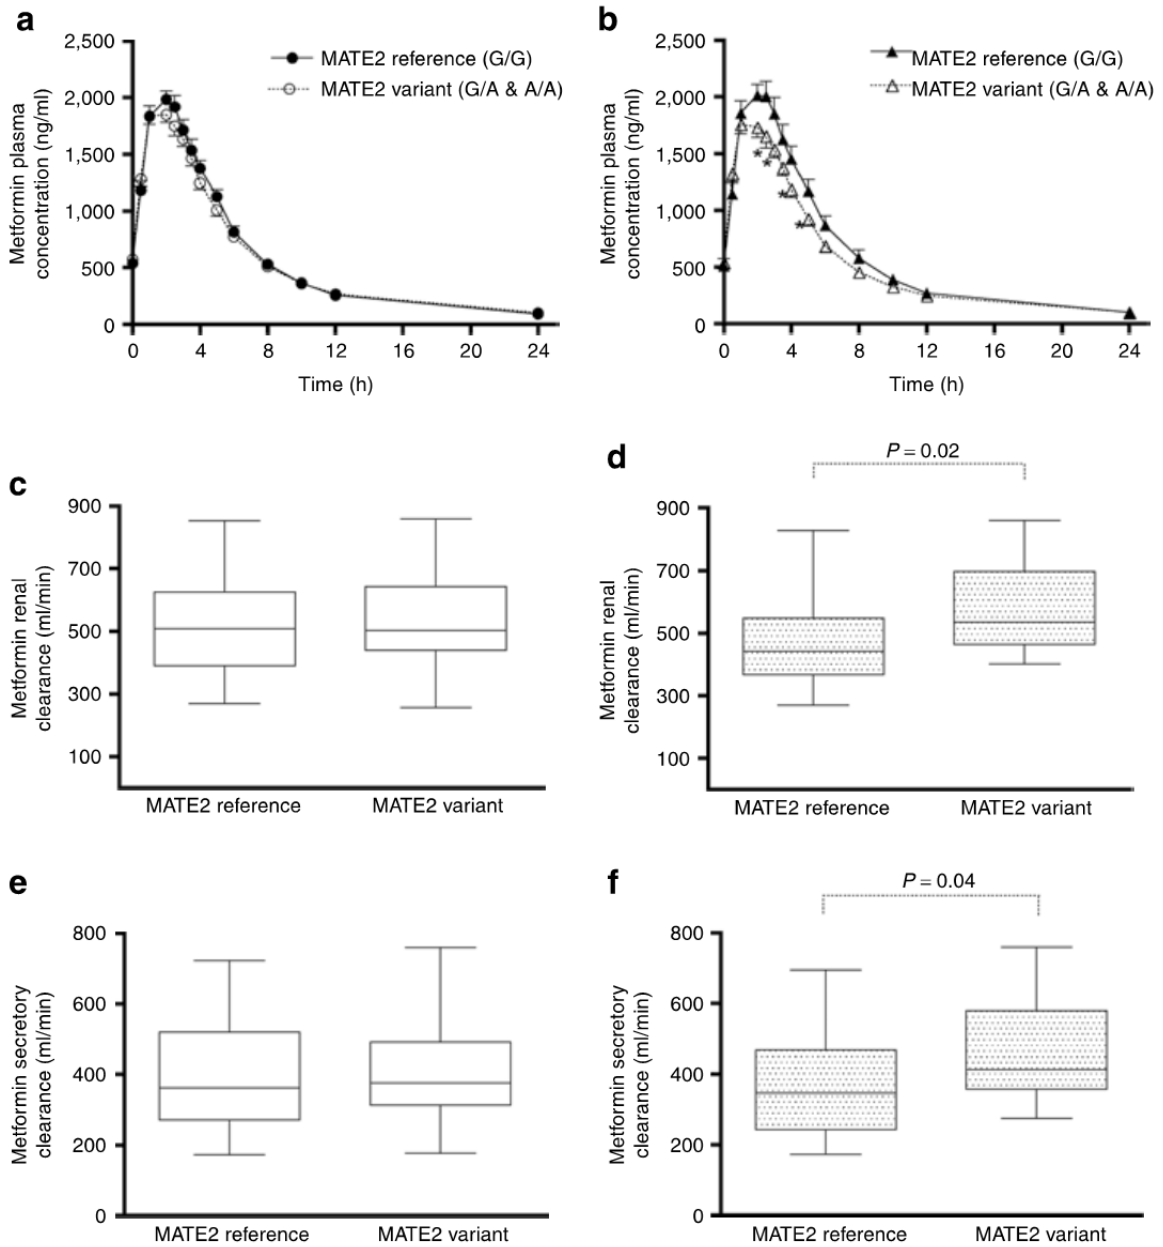 a
2,500
2,000
1,500
1,000
500
0
Metformin plasma
concentration (ng/ml)
MATE2 reference (G/G)
MATE2 variant (G/A & A/A)
0 4 8 12 16 20 24
Time (h)
b
2,500
2,000
1,500
1,000
500
0
Metformin plasma
concentration (ng/ml)
MATE2 reference (G/G)
MATE2 variant (G/A & A/A)
* * * *
0 4 8 12 16 20 24
Time (h)
c
900
700
500
300
100
Metformin renal
clearance (ml/min)
MATE2 reference MATE2 variant
d
P = 0.02
900
700
500
300
100
Metformin renal
clearance (ml/min)
MATE2 reference MATE2 variant
e
800
600
400
200
0
Metformin secretory
clearance (ml/min)
MATE2 reference MATE2 variant
f
P = 0.04
800
600
400
200
0
Metformin secretory
clearance (ml/min)
MATE2 reference MATE2 variant